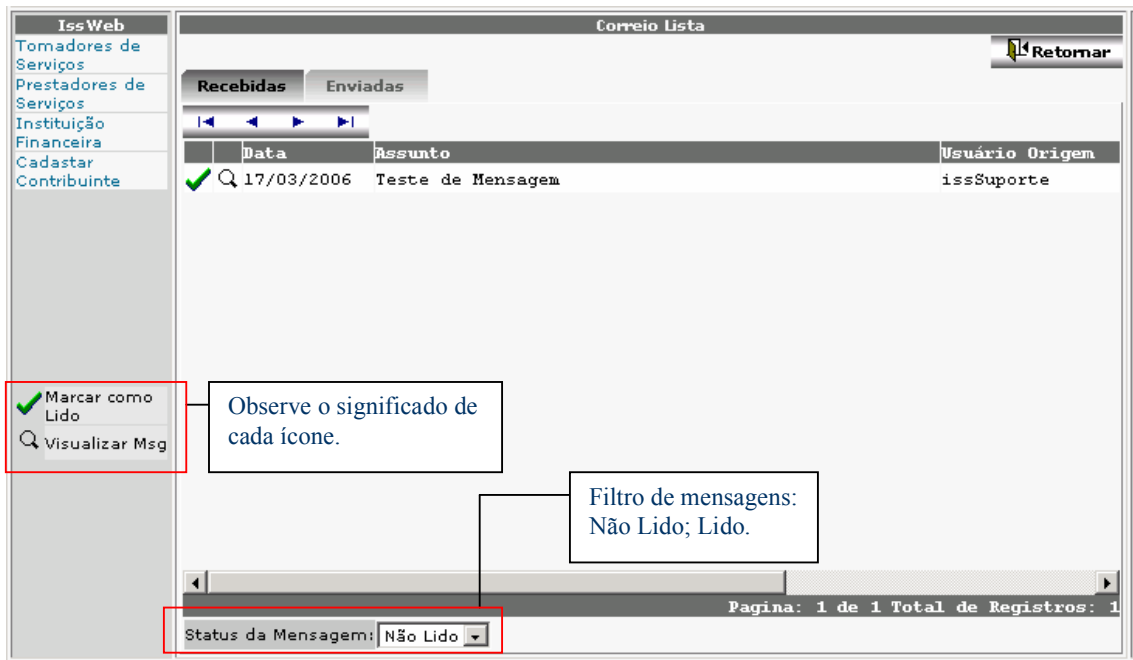 IssWeb
Tomadores de
Serviços
Prestadores de
Serviços
Instituição
Financeira
Cadastar
Contribuinte
Marcar como
Lido
Visualizar Msg
Correio Lista
Retornar
Recebidas Enviadas
Data Assunto Usuário Origem
17/03/2006 Teste de Mensagem issSuporte
Observe o significado de
cada ícone.
Filtro de mensagens:
Não Lido; Lido.
Pagina: 1 de 1 Total de Registros: 1
Status da Mensagem: Não Lido